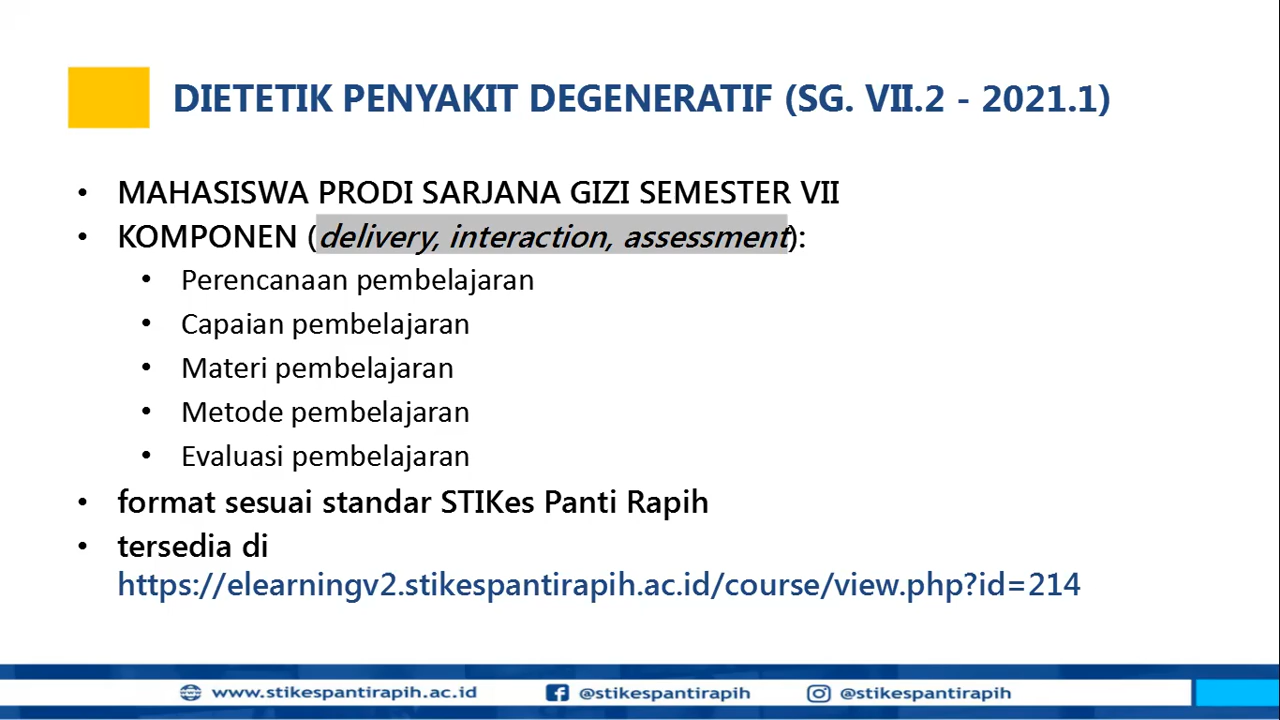 DIETETIK PENYAKIT DEGENERATIF (SG. VII.2 - 2021.1)
• MAHASISWA PRODI SARJANA GIZI SEMESTER VII
• KOMPONEN (delivery, interaction, assessment):
• Perencanaan pembelajaran
• Capaian pembelajaran
• Materi pembelajaran
• Metode pembelajaran
• Evaluasi pembelajaran
• format sesuai standar STIKes Panti Rapih
• tersedia di
https://elearningv2.stikespantirapih.ac.id/course/view.php?id=214
www.stikespantirapih.ac.id @stikespantirapih @stikespantirapih